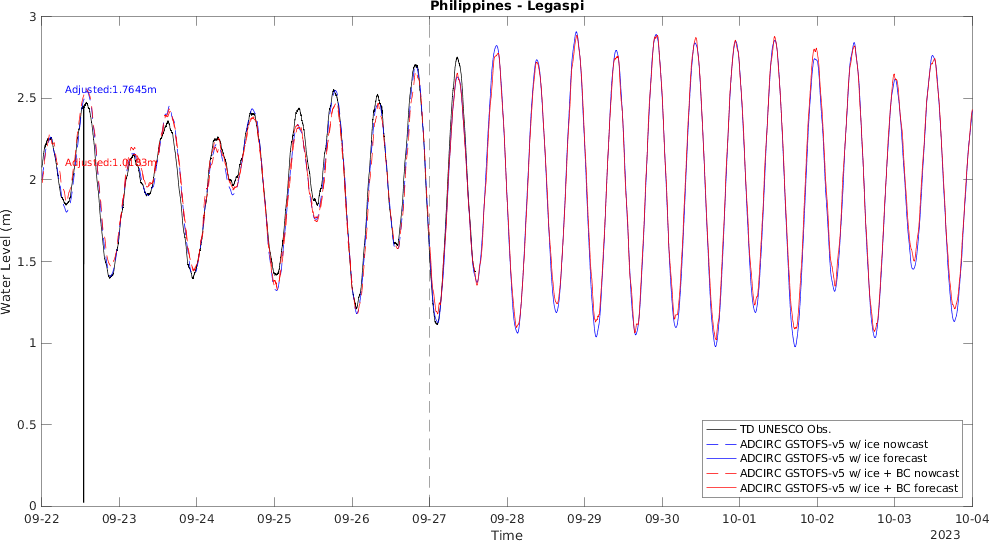 Philippines - Legaspi
3
2.5
2
1.5
1
0.5
0
Water Level (m)
Adjusted:1.7645m
TD UNESCO Obs.
ADCIRC GSTOFS-v5 w/ ice nowcast
ADCIRC GSTOFS-v5 w/ ice forecast
ADCIRC GSTOFS-v5 w/ ice + BC nowcast
ADCIRC GSTOFS-v5 w/ ice + BC forecast
09-22 09-23 09-24 09-25 09-26 09-27 09-28 09-29 09-30 10-01 10-02 10-03 10-04
Time
2023